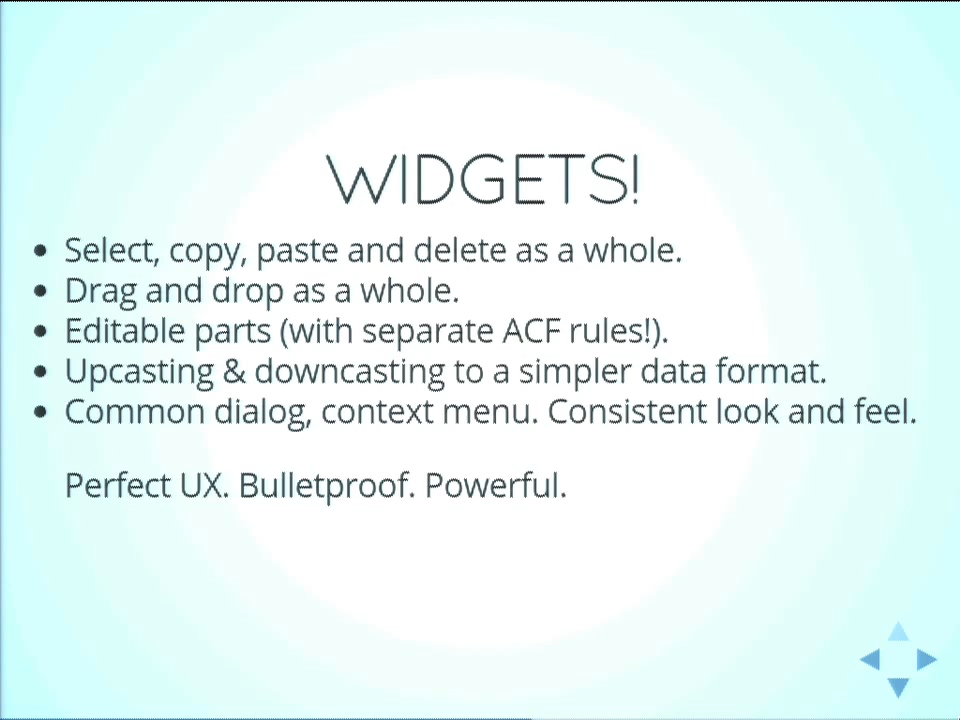 WIDGETS!
Select, copy, paste and delete as a whole.
Drag and drop as a whole.
Editable parts (with separate ACF rules!).
Upcasting & downcasting to a simpler data format.
Common dialog, context menu. Consistent look and feel.
Perfect UX. Bulletproof. Powerful.